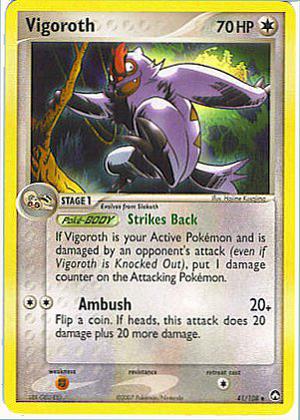 Vigoroth 70 HP
STAGE 1
Evolves from Slakoth
Illus. Hajime Kusajima
Poké-BODY Strikes Back
If Vigoroth is your Active Pokémon and is
damaged by an opponent's attack (even if
Vigoroth is Knocked Out), put 1 damage
counter on the Attacking Pokémon.
Ambush 20+
Flip a coin. If heads, this attack does 20
damage plus 20 more damage.
weakness resistance retreat cost
©2007 Pokémon, Nintendo 41/108